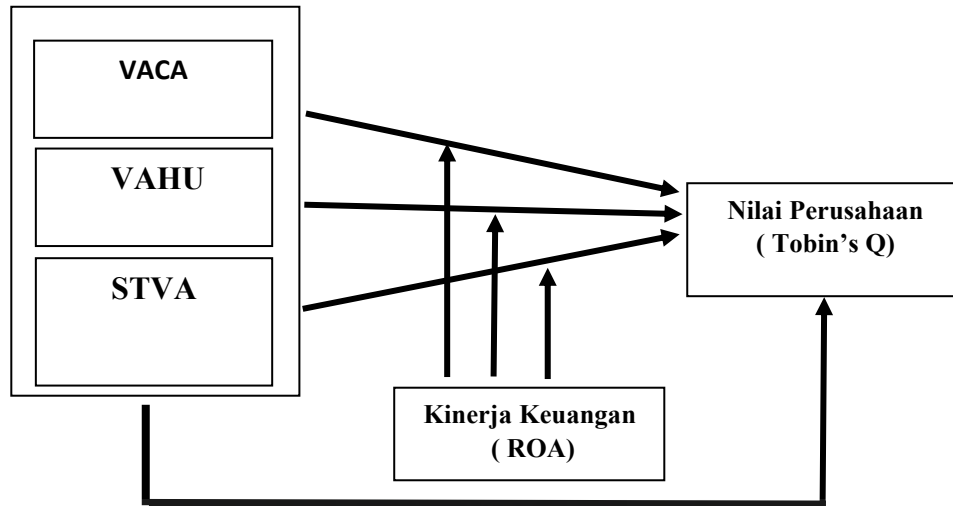 VACA
VAHU
STVA
Nilai Perusahaan
( Tobin’s Q)
Kinerja Keuangan
( ROA)